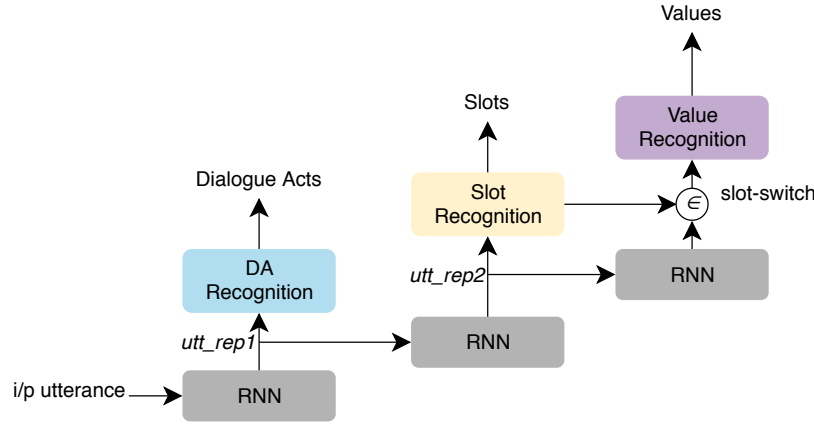 Values
Value
Recognition
Slots
slot-switch
∈
Slot
Recognition
Dialogue Acts
RNN
utt_rep2
DA
Recognition
RNN
utt_rep1
RNN
i/p utterance